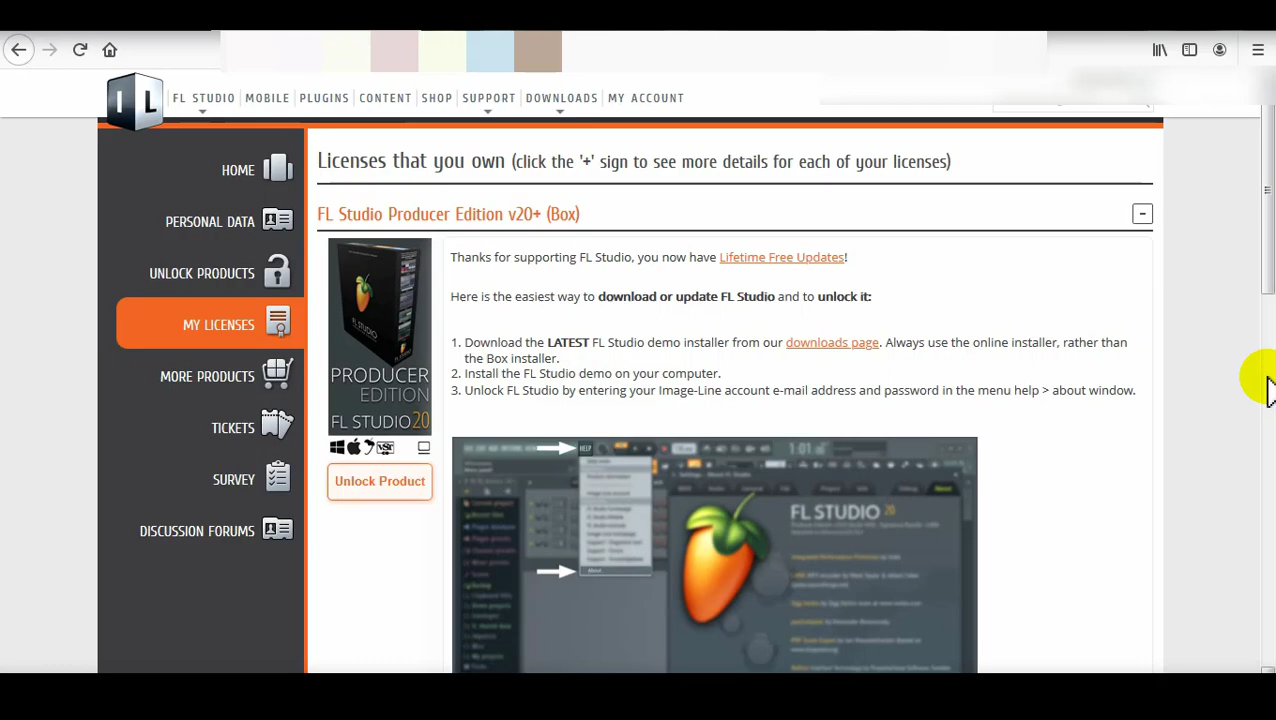 IL
FL STUDIO MOBILE PLUGINS CONTENT SHOP SUPPORT DOWNLOADS MY ACCOUNT
HOME
PERSONAL DATA
UNLOCK PRODUCTS
MY LICENSES
MORE PRODUCTS
TICKETS
SURVEY
DISCUSSION FORUMS
Licenses that you own (click the '+' sign to see more details for each of your licenses)
FL Studio Producer Edition v20+ (Box)
PRODUCER
EDITION
FL STUDIO 20
VST
Unlock Product
Thanks for supporting FL Studio, you now have Lifetime Free Updates!
Here is the easiest way to download or update FL Studio and to unlock it:
1. Download the LATEST FL Studio demo installer from our downloads page. Always use the online installer, rather than
the Box installer.
2. Install the FL Studio demo on your computer.
3. Unlock FL Studio by entering your Image-Line account e-mail address and password in the menu help > about window.
HELP
1:01
FL STUDIO 20